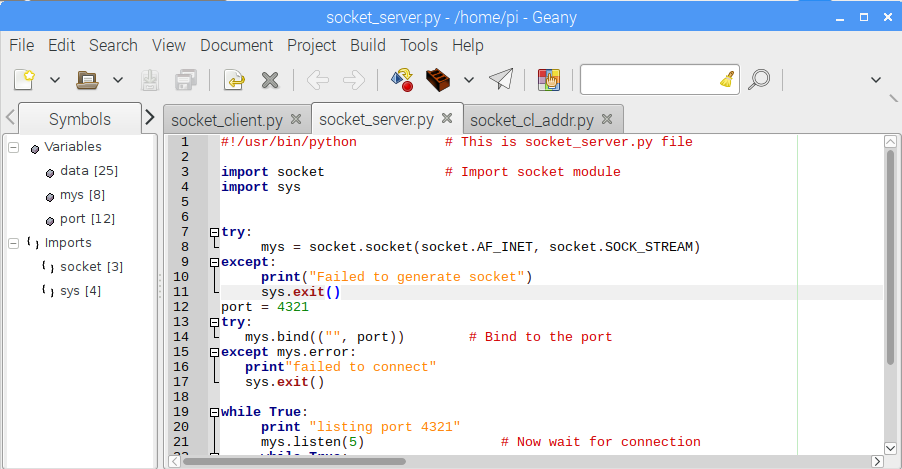 socket_server.py - /home/pi - Geany
File Edit Search View Document Project Build Tools Help
Symbols
socket_client.py socket_server.py socket_cl_addr.py
Variables
data [25]
mys [8]
port [12]
Imports
socket [3]
sys [4]
1 #!/usr/bin/python # This is socket_server.py file
2
3 import socket # Import socket module
4 import sys
5
6
7 try:
8 mys = socket.socket(socket.AF_INET, socket.SOCK_STREAM)
9 except:
10 print("Failed to generate socket")
11 sys.exit()
12 port = 4321
13 try:
14 mys.bind(("", port)) # Bind to the port
15 except mys.error:
16 print"failed to connect"
17 sys.exit()
18
19 while True:
20 print "listing port 4321"
21 mys.listen(5) # Now wait for connection
22 while True: